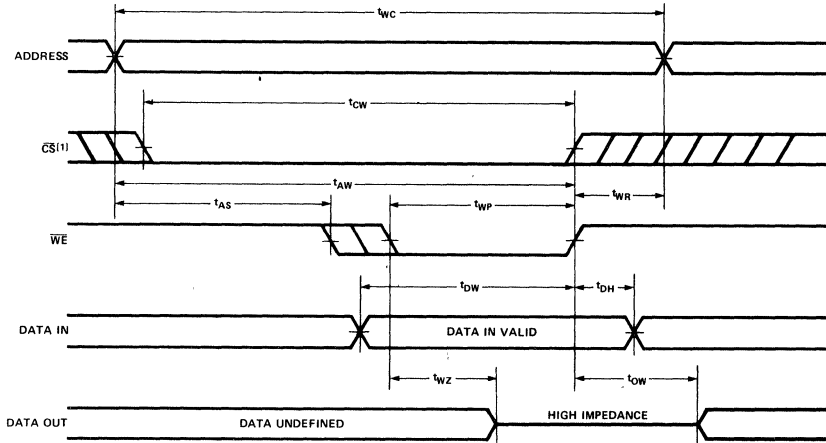 tWC
ADDRESS
tCW
CS[1]
tAW
tAS
tWP
tWR
WE
tDW
tDH
DATA IN
DATA IN VALID
tWZ
tOW
DATA OUT
DATA UNDEFINED
HIGH IMPEDANCE